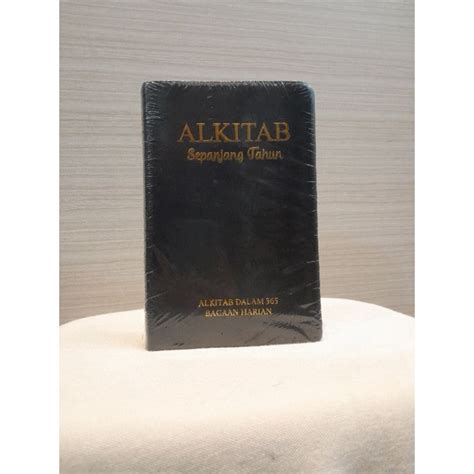 ALKITAB
Sepanjang Tahun
ALKITAB DALAM 365
BACAAN HARIAN